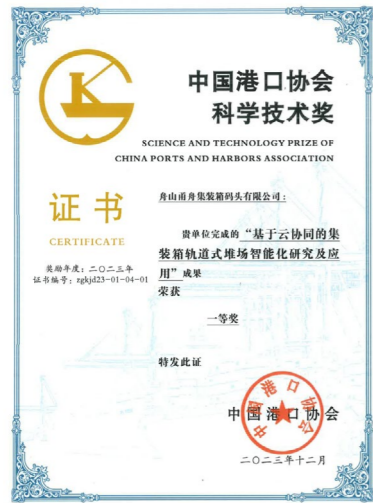 中国港口协会
科学技术奖
SCIENCE AND TECHNOLOGY PRIZE OF
CHINA PORTS AND HARBORS ASSOCIATION
证书
CERTIFICATE
奖励年度：二〇二三年
证书编号：zgkjd23-01-04-01
舟山甬舟集装箱码头有限公司：
贵单位完成的“基于云协同的集
装箱轨道式堆场智能化研究及应
用”成果
荣获
一等奖
特发此证
中国港口协会
中国港口协会
二〇二三年十二月